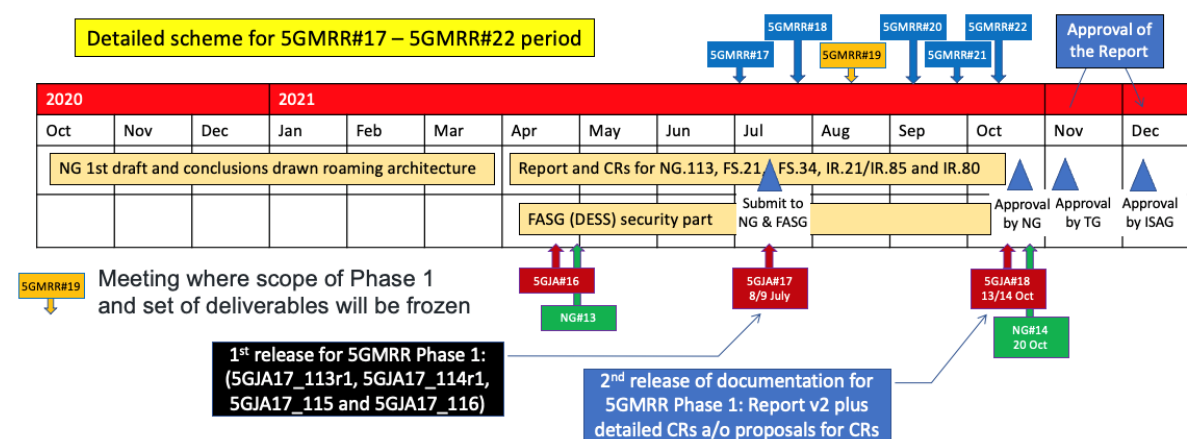 Detailed scheme for 5GMRR#17 – 5GMRR#22 period
5GMRR#17
5GMRR#18
5GMRR#19
5GMRR#20
5GMRR#21
5GMRR#22
Approval of
the Report
2020
2021
Oct
Nov
Dec
Jan
Feb
Mar
Apr
May
Jun
Jul
Aug
Sep
Oct
Nov
Dec
NG 1st draft and conclusions drawn roaming architecture
Report and CRs for NG.113, FS.21, FS.34, IR.21/IR.85 and IR.80
FASG (DESS) security part
Submit to
NG & FASG
Approval
by NG
Approval
by TG
Approval
by ISAG
5GMRR#19
Meeting where scope of Phase 1
and set of deliverables will be frozen
5GJA#16
NG#13
5GJA#17
8/9 July
5GJA#18
13/14 Oct
NG#14
20 Oct
1st release for 5GMRR Phase 1:
(5GJA17_113r1, 5GJA17_114r1,
5GJA17_115 and 5GJA17_116)
2nd release of documentation for
5GMRR Phase 1: Report v2 plus
detailed CRs a/o proposals for CRs